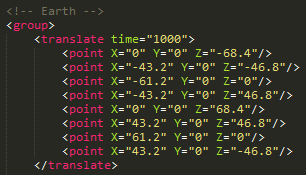 <!-- Earth -->
<group>
<translate time="1000">
<point X="0" Y="0" Z="-68.4"/>
<point X="-43.2" Y="0" Z="-46.8"/>
<point X="-61.2" Y="0" Z="0"/>
<point X="-43.2" Y="0" Z="46.8"/>
<point X="0" Y="0" Z="68.4"/>
<point X="43.2" Y="0" Z="46.8"/>
<point X="61.2" Y="0" Z="0"/>
<point X="43.2" Y="0" Z="-46.8"/>
</translate>